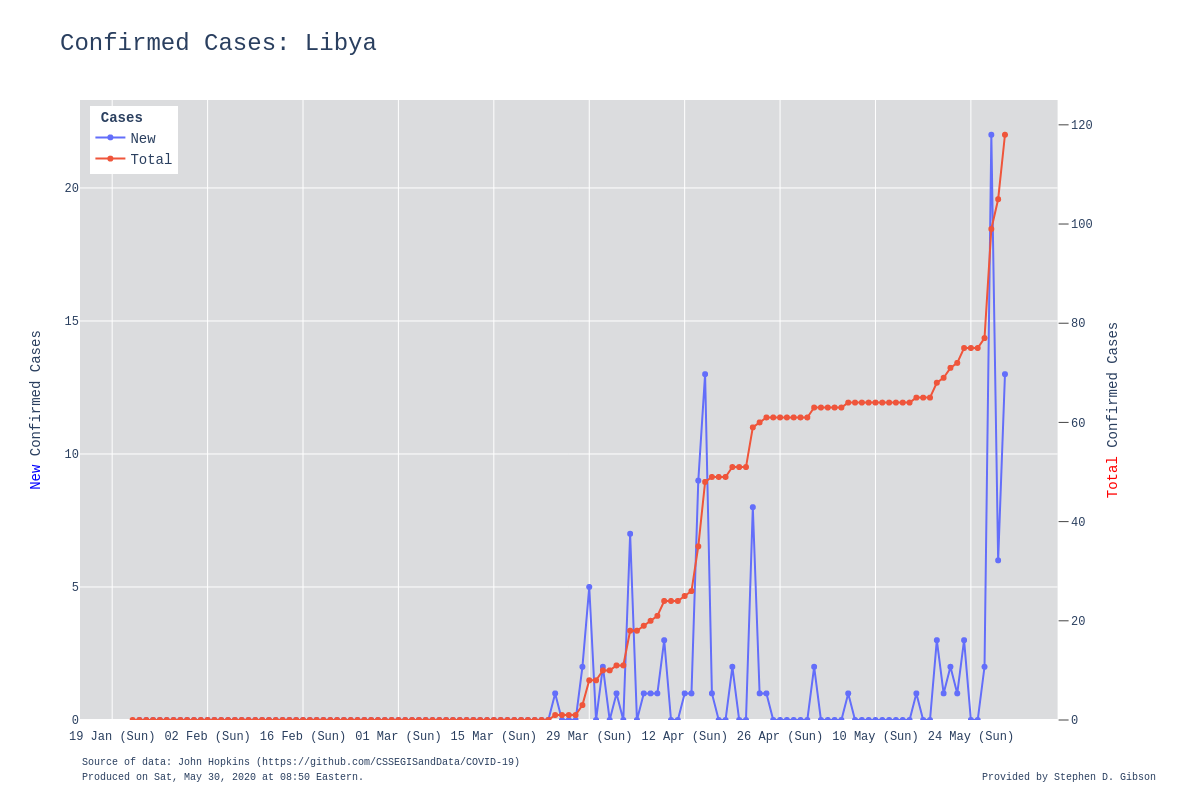 Confirmed Cases: Libya
Cases
New
Total
20
15
10
5
0
120
100
80
60
40
20
0
New Confirmed Cases
Total Confirmed Cases
19 Jan (Sun) 02 Feb (Sun) 16 Feb (Sun) 01 Mar (Sun) 15 Mar (Sun) 29 Mar (Sun) 12 Apr (Sun) 26 Apr (Sun) 10 May (Sun) 24 May (Sun)
Source of data: John Hopkins (https://github.com/CSSEGISandData/COVID-19)
Produced on Sat, May 30, 2020 at 08:50 Eastern.
Provided by Stephen D. Gibson